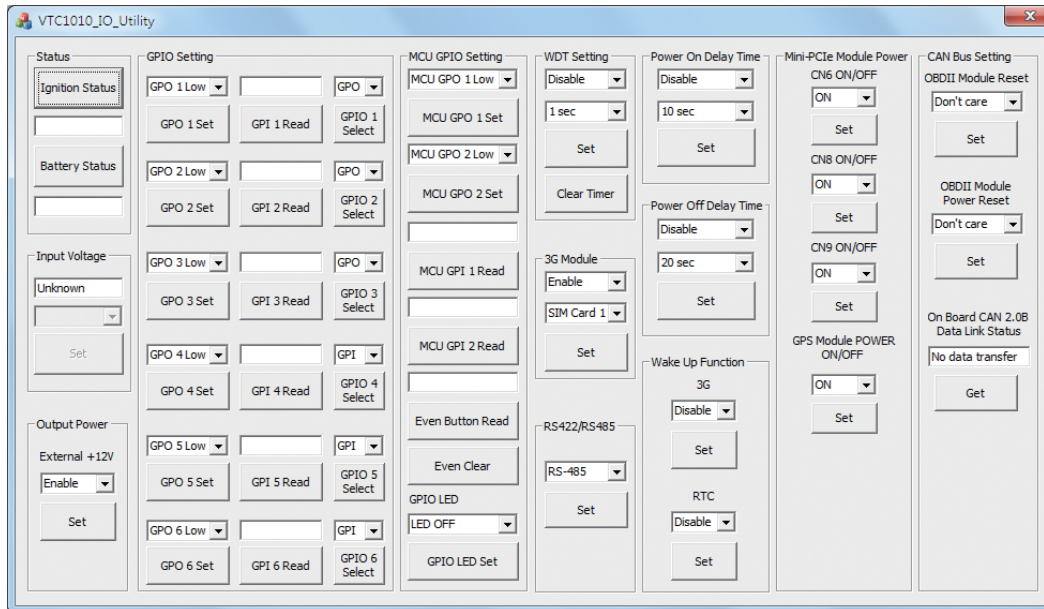 VTC1010_IO_Utility
Status
Ignition Status
Battery Status
Input Voltage
Unknown
Set
Output Power
External +12V
Enable
Set
GPIO Setting
GPO 1 Low
GPO
GPO 1 Set
GPI 1 Read
GPIO 1
Select
GPO 2 Low
GPO
GPO 2 Set
GPI 2 Read
GPIO 2
Select
GPO 3 Low
GPO
GPO 3 Set
GPI 3 Read
GPIO 3
Select
GPO 4 Low
GPI
GPO 4 Set
GPI 4 Read
GPIO 4
Select
GPO 5 Low
GPI
GPO 5 Set
GPI 5 Read
GPIO 5
Select
GPO 6 Low
GPI
GPO 6 Set
GPI 6 Read
GPIO 6
Select
MCU GPIO Setting
MCU GPO 1 Low
MCU GPO 1 Set
MCU GPO 2 Low
MCU GPO 2 Set
MCU GPI 1 Read
MCU GPI 2 Read
Even Button Read
Even Clear
GPIO LED
LED OFF
GPIO LED Set
WDT Setting
Disable
1 sec
Set
Clear Timer
3G Module
Enable
SIM Card 1
Set
RS422/RS485
RS-485
Set
Power On Delay Time
Disable
10 sec
Set
Power Off Delay Time
Disable
20 sec
Set
Wake Up Function
3G
Disable
Set
RTC
Disable
Set
Mini-PCIe Module Power
CN6 ON/OFF
ON
Set
CN8 ON/OFF
ON
Set
CN9 ON/OFF
ON
Set
GPS Module POWER
ON/OFF
ON
Set
CAN Bus Setting
OBDII Module Reset
Don't care
Set
OBDII Module
Power Reset
Don't care
Set
On Board CAN 2.0B
Data Link Status
No data transfer
Get